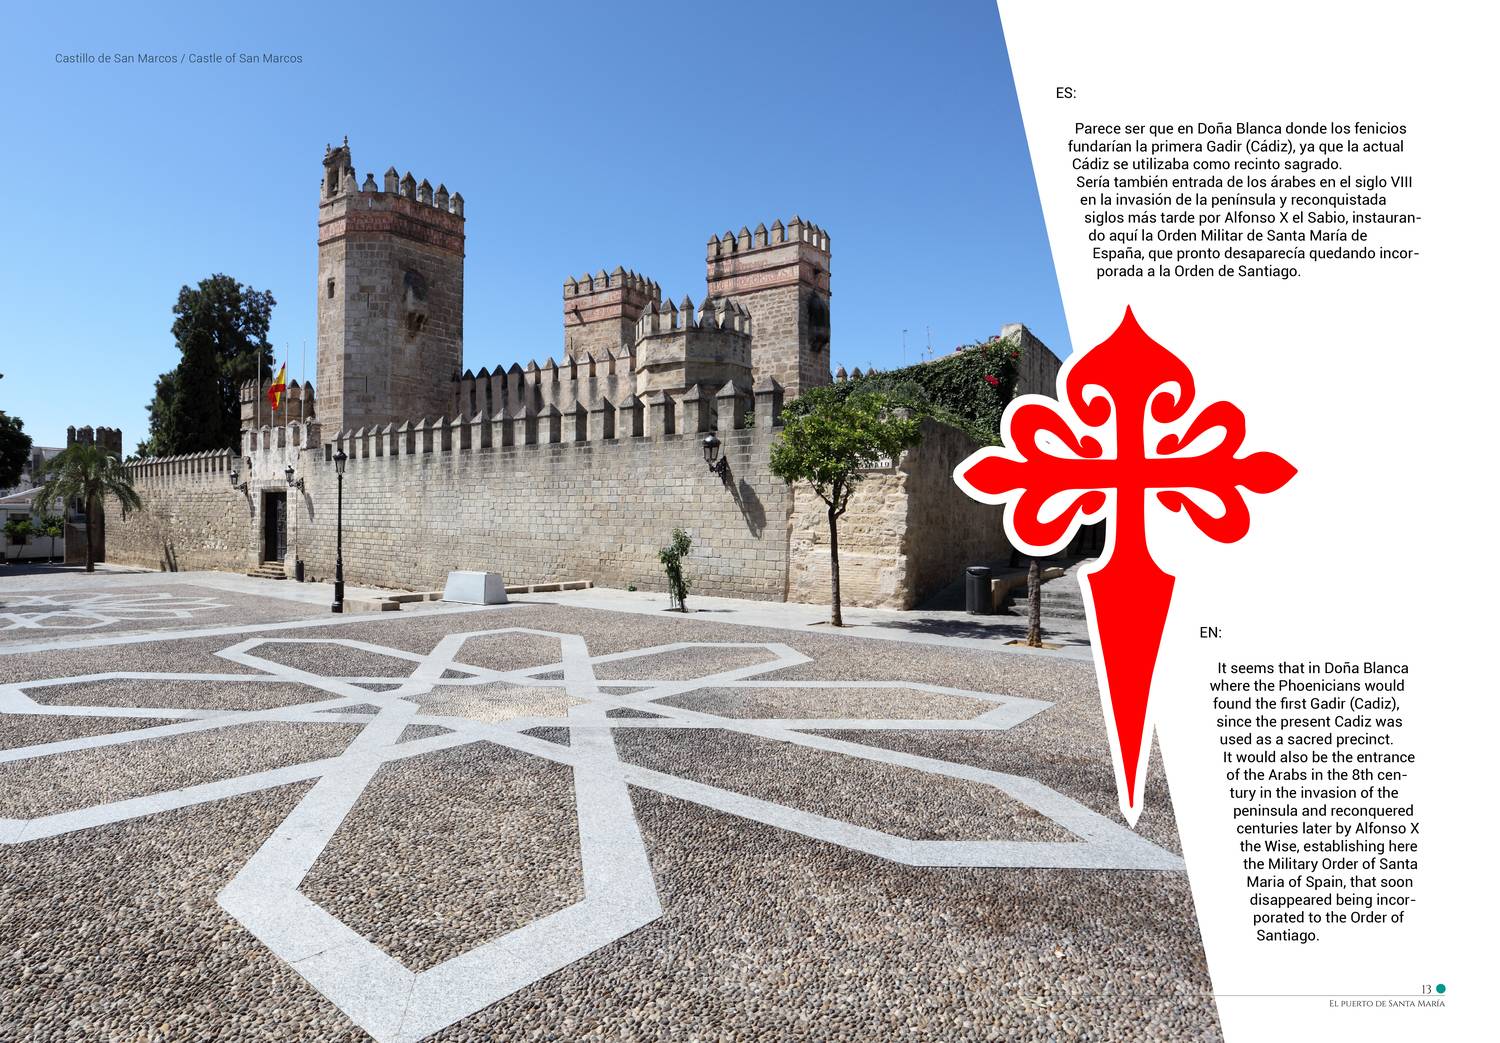 Castillo de San Marcos / Castle of San Marcos
ES:
Parece ser que en Doña Blanca donde los fenicios
fundarían la primera Gadir (Cádiz), ya que la actual
Cádiz se utilizaba como recinto sagrado.
Sería también entrada de los árabes en el siglo VIII
en la invasión de la península y reconquistada
siglos más tarde por Alfonso X el Sabio, instauran-
do aquí la Orden Militar de Santa María de
España, que pronto desaparecía quedando incor-
porada a la Orden de Santiago.
EN:
It seems that in Doña Blanca
where the Phoenicians would
found the first Gadir (Cadiz),
since the present Cadiz was
used as a sacred precinct.
It would also be the entrance
of the Arabs in the 8th cen-
tury in the invasion of the
peninsula and reconquered
centuries later by Alfonso X
the Wise, establishing here
the Military Order of Santa
Maria of Spain, that soon
disappeared being incor-
porated to the Order of
Santiago.
13
El puerto de Santa María